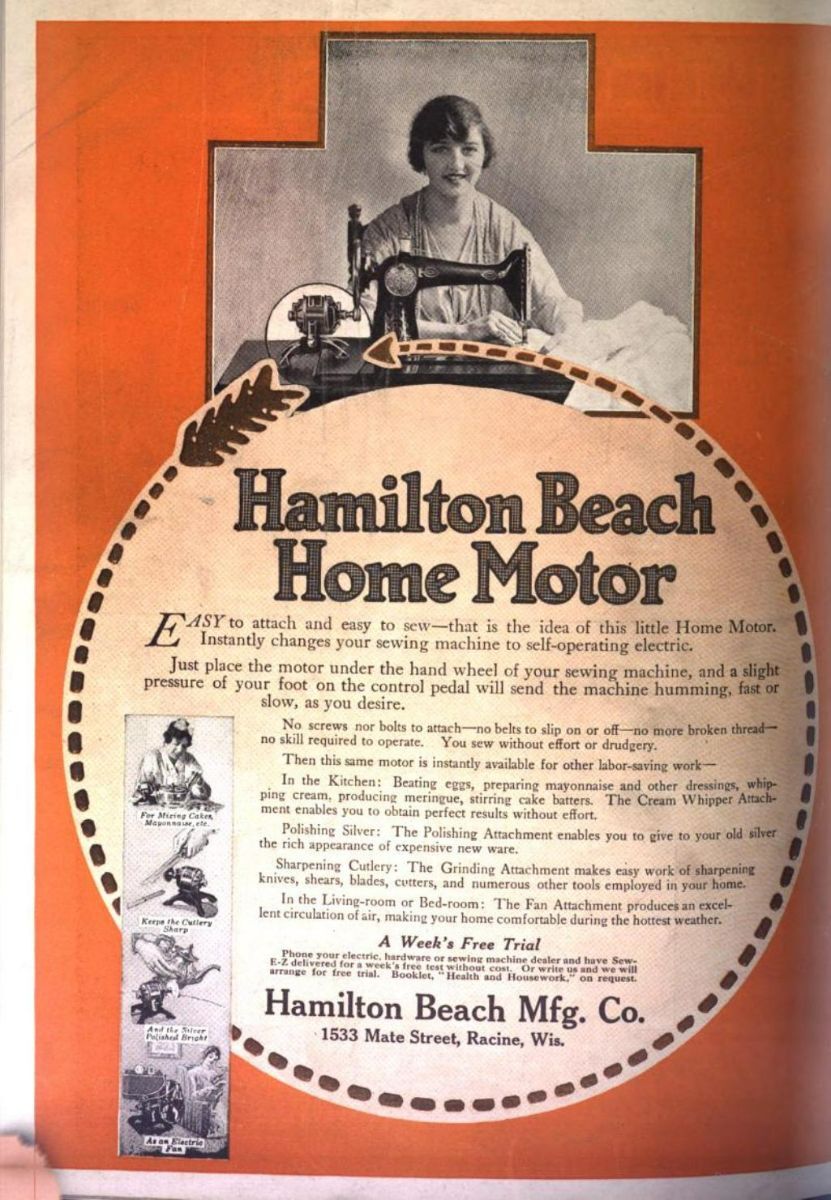 Hamilton Beach
Home Motor
EASY to attach and easy to sew—that is the idea of this little Home Motor.
Instantly changes your sewing machine to self-operating electric.
Just place the motor under the hand wheel of your sewing machine, and a slight
pressure of your foot on the control pedal will send the machine humming, fast or
slow, as you desire.
No screws nor bolts to attach—no belts to slip on or off—no more broken thread—
no skill required to operate. You sew without effort or drudgery.
Then this same motor is instantly available for other labor-saving work—
In the Kitchen: Beating eggs, preparing mayonnaise and other dressings, whip-
ping cream, producing meringue, stirring cake batters. The Cream Whipper Attach-
ment enables you to obtain perfect results without effort.
Polishing Silver: The Polishing Attachment enables you to give to your old silver
the rich appearance of expensive new ware.
Sharpening Cutlery: The Grinding Attachment makes easy work of sharpening
knives, shears, blades, cutters, and numerous other tools employed in your home.
In the Living-room or Bed-room: The Fan Attachment produces an excel-
lent circulation of air, making your home comfortable during the hottest weather.
A Week's Free Trial
Phone your electric, hardware or sewing machine dealer and have Sew-
E-Z delivered for a week's free test without cost. Or write us and we will
arrange for free trial. Booklet, "Health and Housework," on request.
Hamilton Beach Mfg. Co.
1533 Mate Street, Racine, Wis.
For Mixing Cakes,
Mayonnaise, etc.
Keeps the Cutlery
Sharp
And the Silver
Polished Bright
As an Electric
Fan